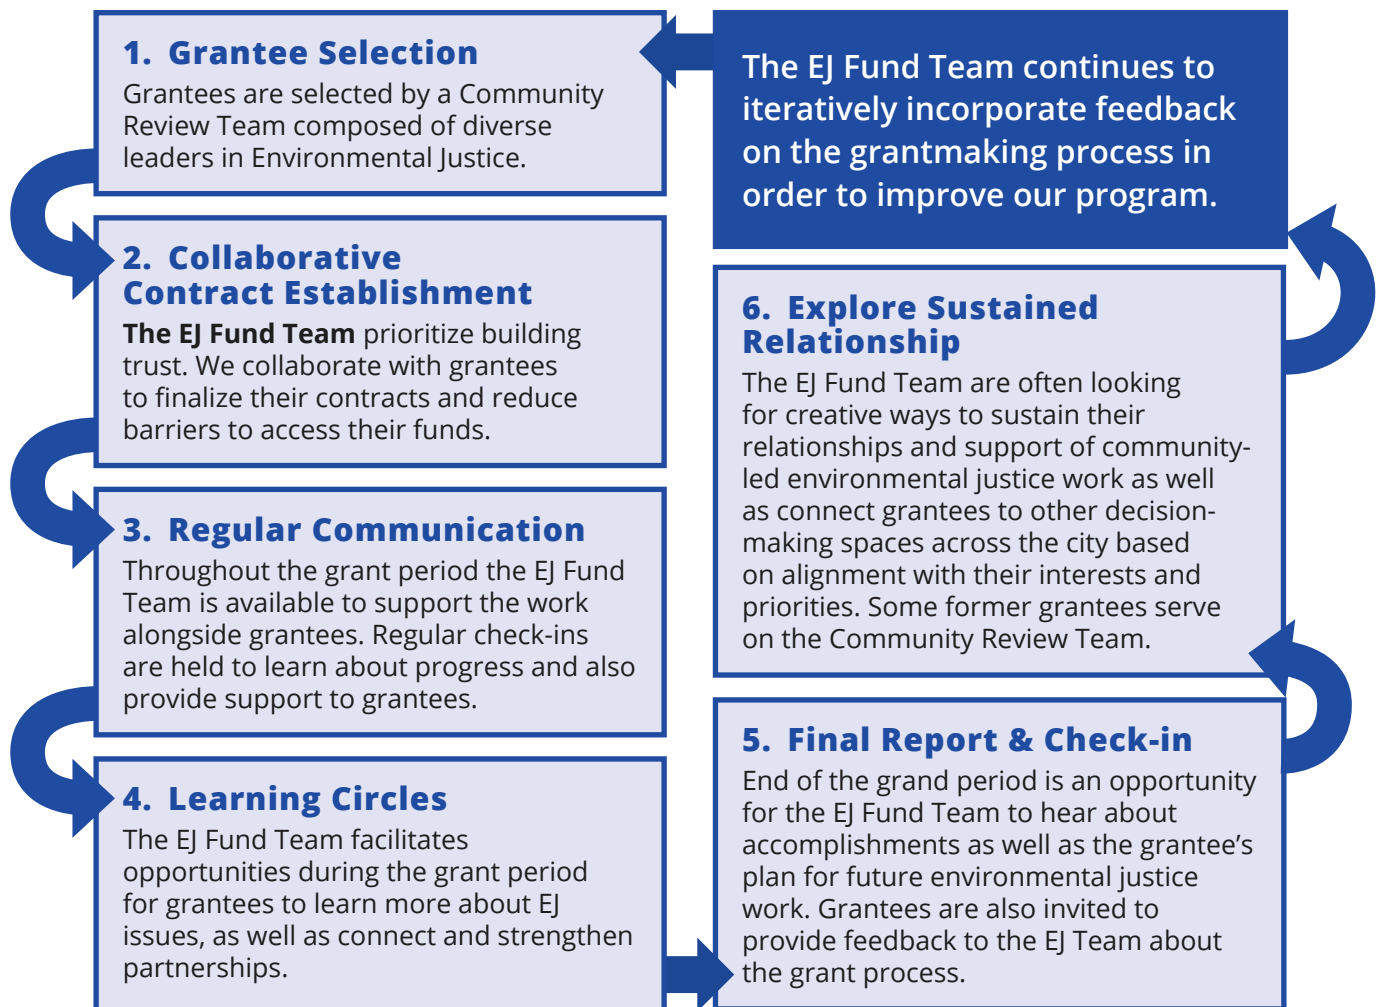 1. Grantee Selection
Grantees are selected by a Community
Review Team composed of diverse
leaders in Environmental Justice.
2. Collaborative
Contract Establishment
The EJ Fund Team prioritize building
trust. We collaborate with grantees
to finalize their contracts and reduce
barriers to access their funds.
3. Regular Communication
Throughout the grant period the EJ Fund
Team is available to support the work
alongside grantees. Regular check-ins
are held to learn about progress and also
provide support to grantees.
4. Learning Circles
The EJ Fund Team facilitates
opportunities during the grant period
for grantees to learn more about EJ
issues, as well as connect and strengthen
partnerships.
5. Final Report & Check-in
End of the grand period is an opportunity
for the EJ Fund Team to hear about
accomplishments as well as the grantee’s
plan for future environmental justice
work. Grantees are also invited to
provide feedback to the EJ Team about
the grant process.
6. Explore Sustained
Relationship
The EJ Fund Team are often looking
for creative ways to sustain their
relationships and support of community-
led environmental justice work as well
as connect grantees to other decision-
making spaces across the city based
on alignment with their interests and
priorities. Some former grantees serve
on the Community Review Team.
The EJ Fund Team continues to
iteratively incorporate feedback
on the grantmaking process in
order to improve our program.